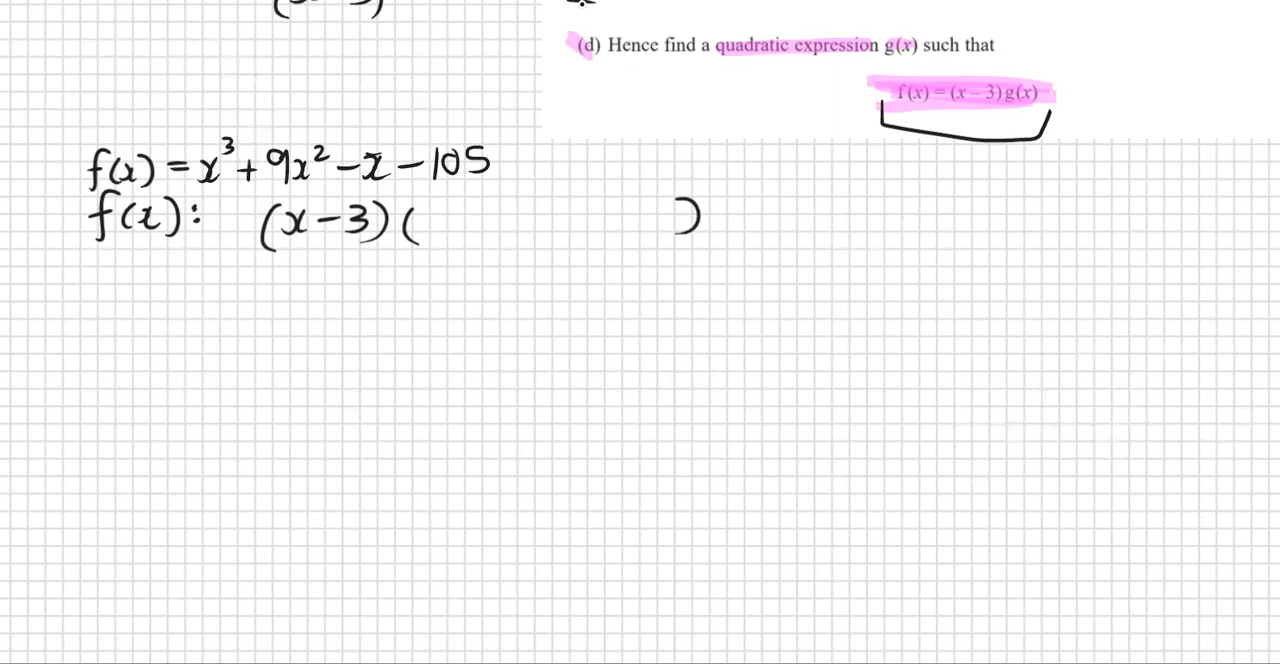 (d) Hence find a quadratic expression g(x) such that
f(x) = (x – 3)g(x)
f(x) = x³ + 9x² – x – 105
f(x): (x – 3)( )